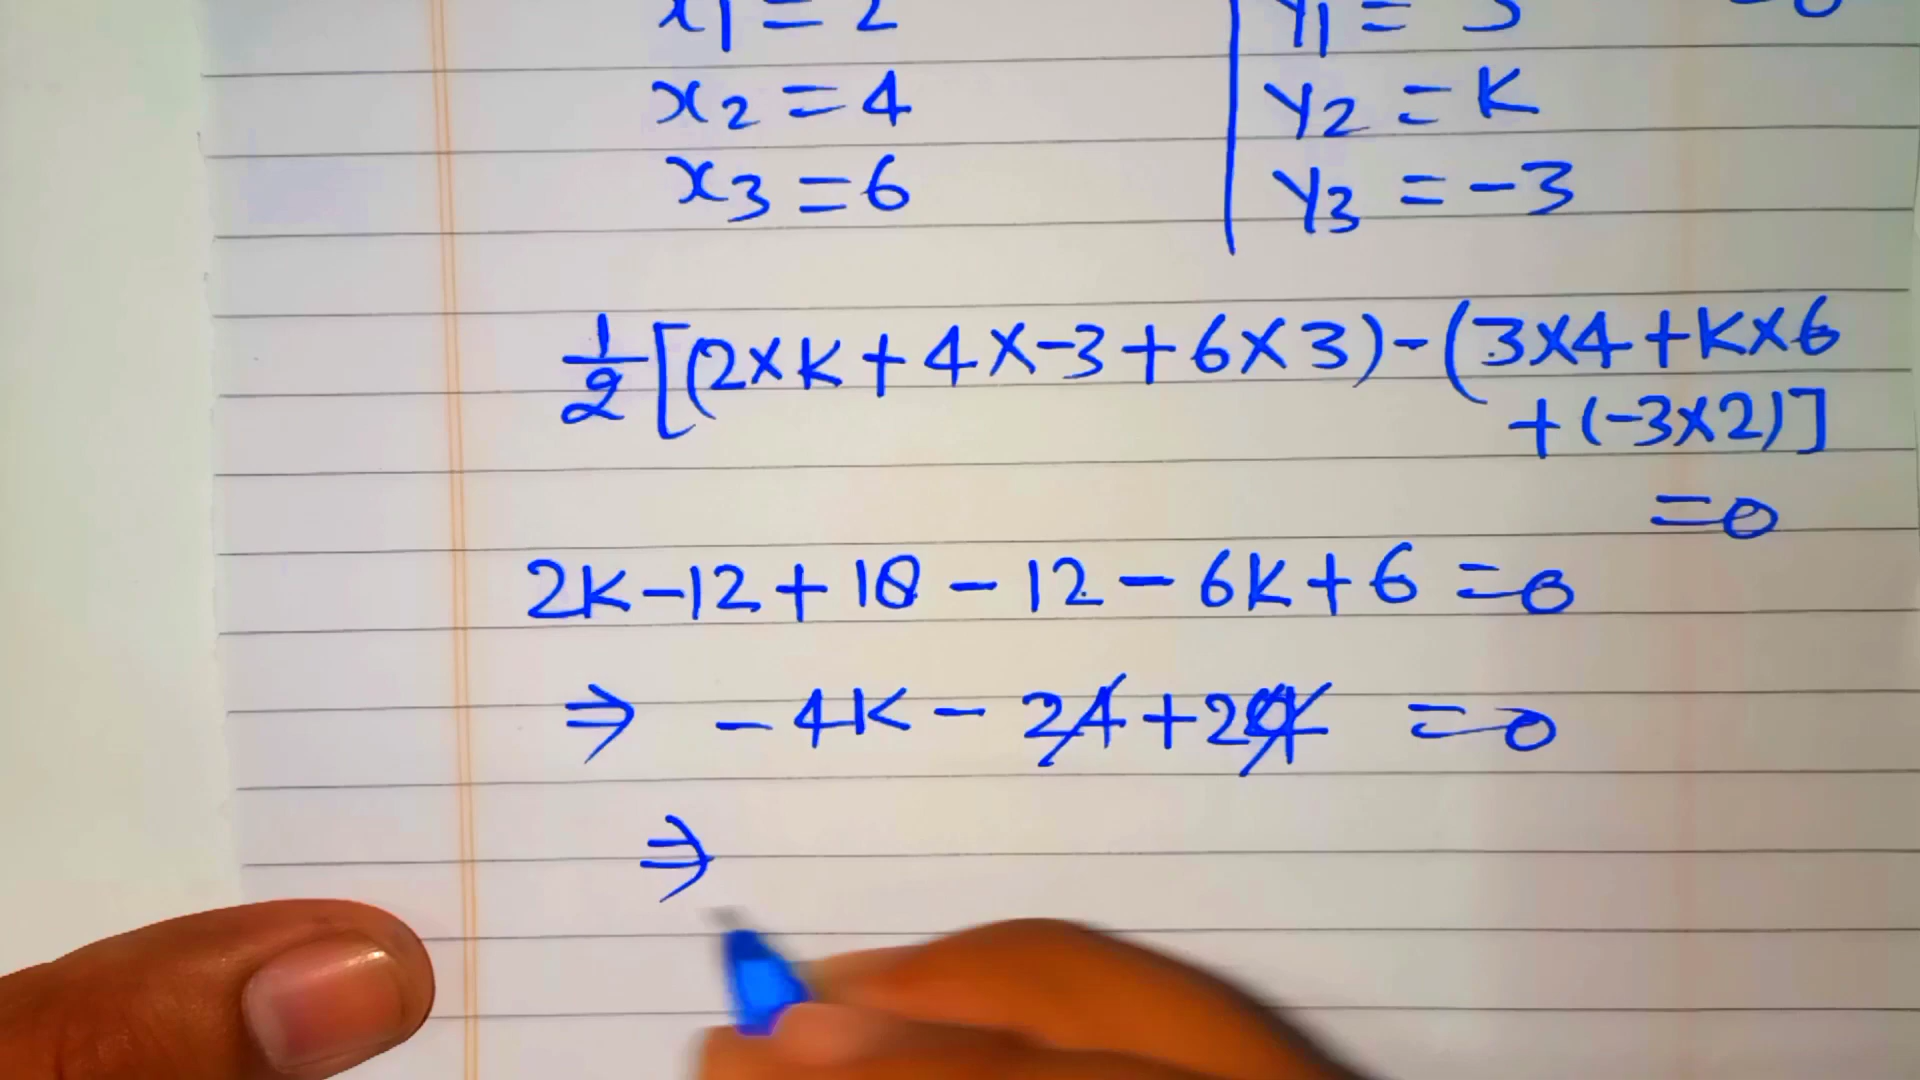 x1 = 2 y1 = 3 = 0
x2 = 4 y2 = K
x3 = 6 y3 = -3
1/2 [(2×K + 4×-3 + 6×3) - (3×4 + K×6
+ (-3×2)]
= 0
2K - 12 + 18 - 12 - 6K + 6 = 0
⇒ - 4K - 24 + 24 = 0
⇒